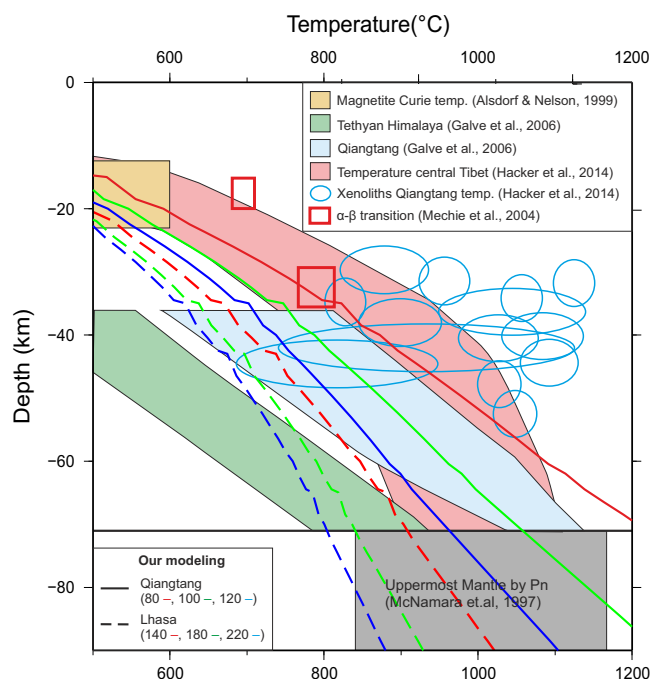 Temperature(°C)
600 800 1000 1200
0
−20
−40
−60
−80
Depth (km)
Magnetite Curie temp. (Alsdorf & Nelson, 1999)
Tethyan Himalaya (Galve et al., 2006)
Qiangtang (Galve et al., 2006)
Temperature central Tibet (Hacker et al., 2014)
Xenoliths Qiangtang temp. (Hacker et al., 2014)
α-β transition (Mechie et al., 2004)
Our modeling
Qiangtang
(80 –, 100 –, 120 –)
Lhasa
(140 –, 180 –, 220 –)
Uppermost Mantle by Pn
(McNamara et.al, 1997)
600 800 1000 1200